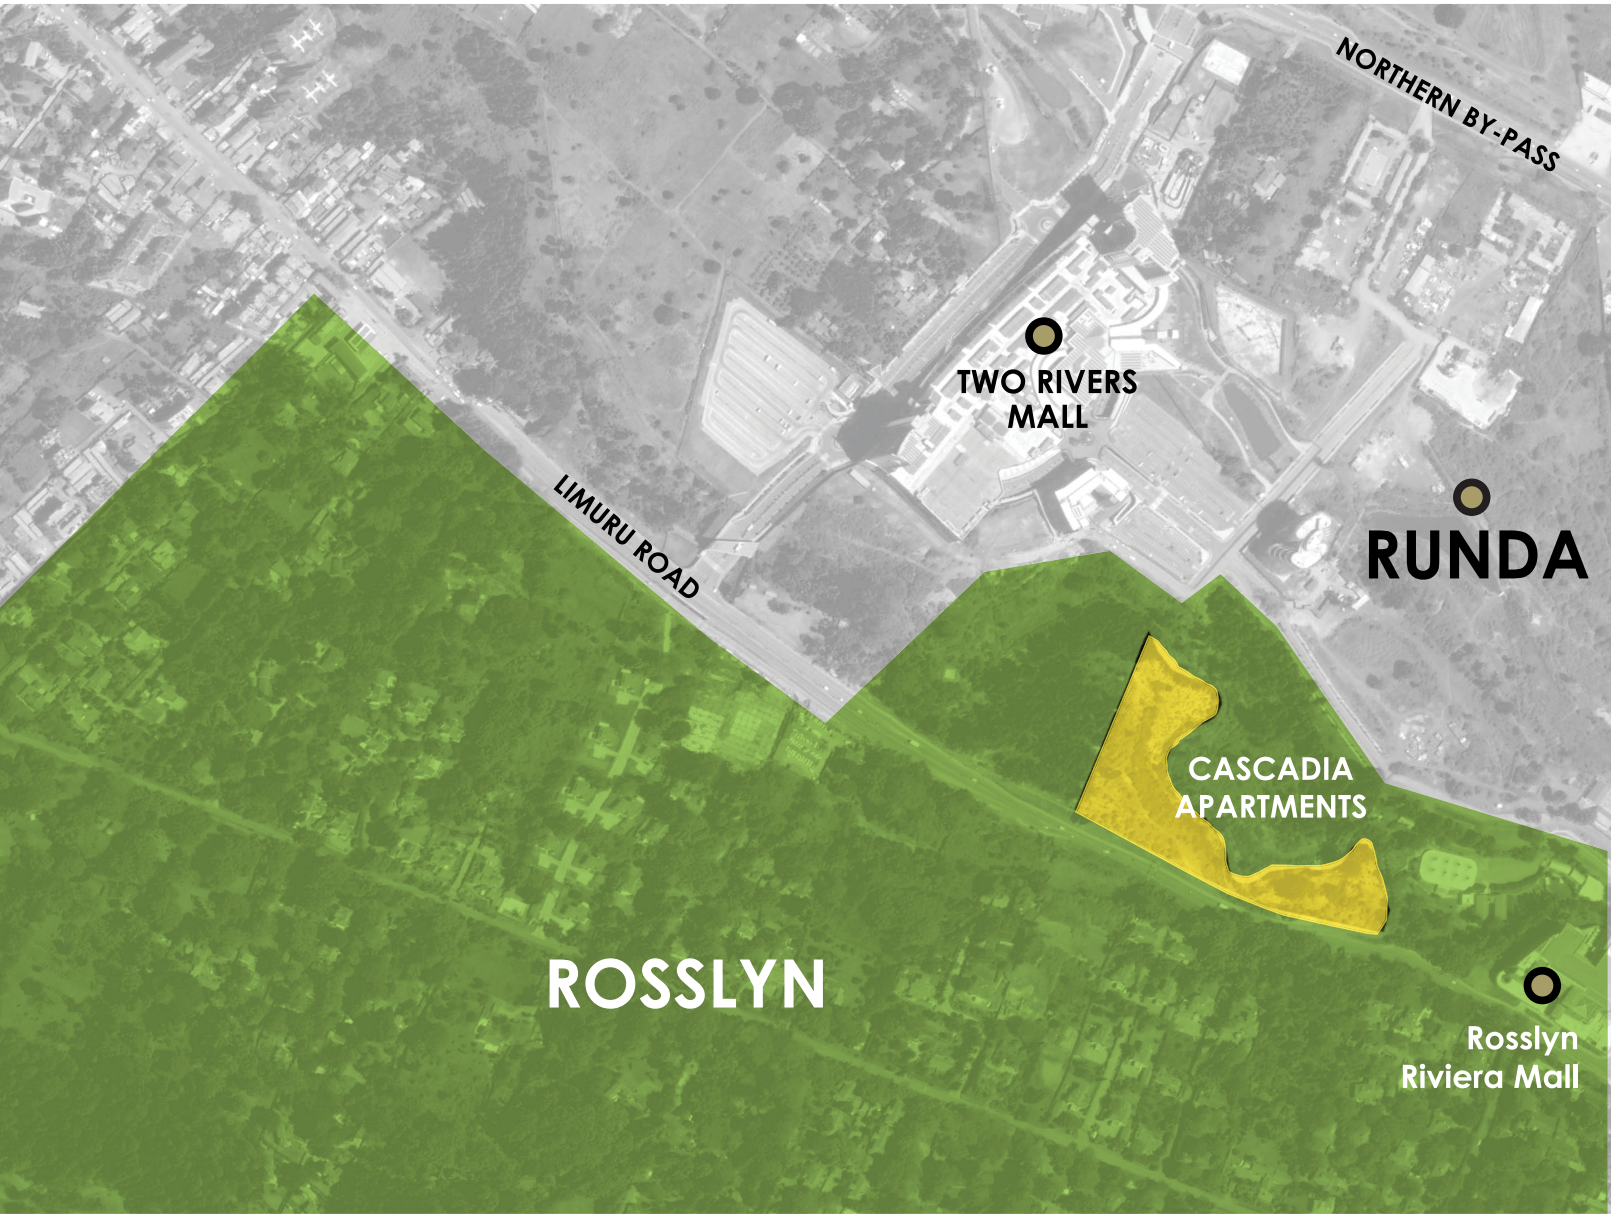 NORTHERN BY-PASS
TWO RIVERS
MALL
LIMURU ROAD
RUNDA
CASCADIA
APARTMENTS
ROSSLYN
Rosslyn
Riviera Mall